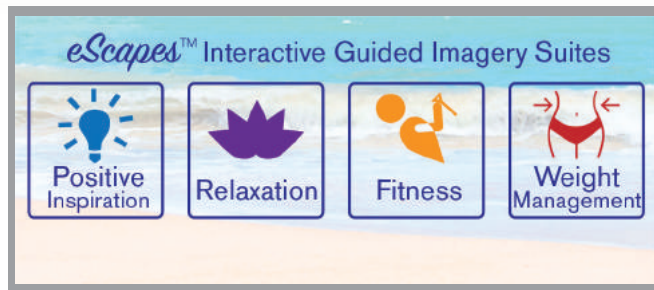 eScapes™ Interactive Guided Imagery Suites
Positive
Inspiration
Relaxation
Fitness
Weight
Management